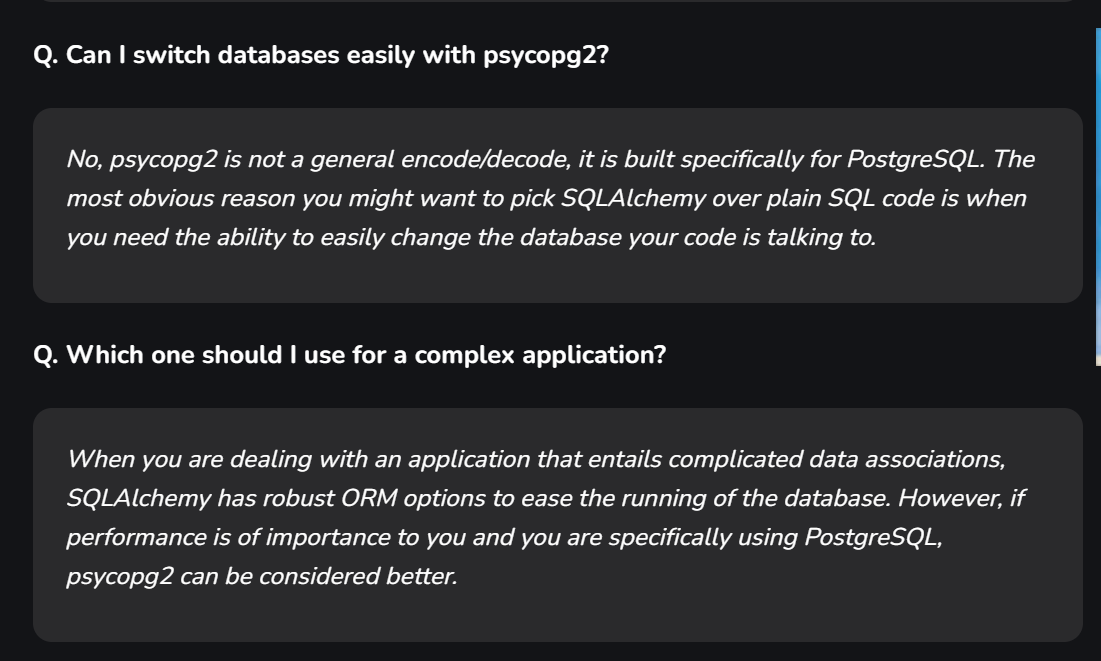 Q. Can I switch databases easily with psycopg2?
No, psycopg2 is not a general encode/decode, it is built specifically for PostgreSQL. The
most obvious reason you might want to pick SQLAlchemy over plain SQL code is when
you need the ability to easily change the database your code is talking to.
Q. Which one should I use for a complex application?
When you are dealing with an application that entails complicated data associations,
SQLAlchemy has robust ORM options to ease the running of the database. However, if
performance is of importance to you and you are specifically using PostgreSQL,
psycopg2 can be considered better.